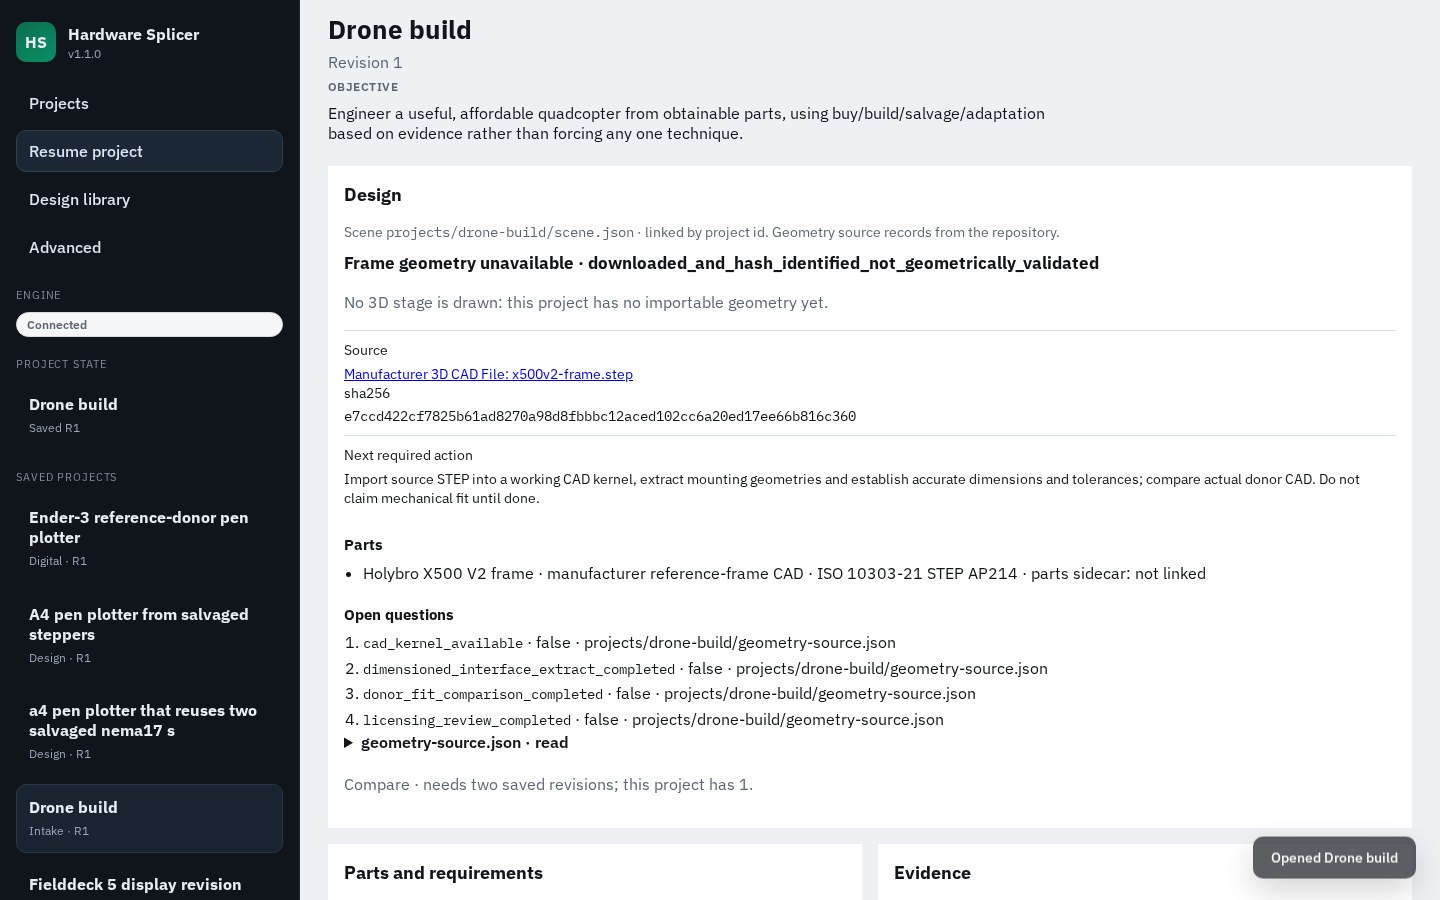 HS
Hardware Splicer
v1.1.0
Projects
Resume project
Design library
Advanced
ENGINE
Connected
PROJECT STATE
Drone build
Saved R1
SAVED PROJECTS
Ender-3 reference-donor pen
plotter
Digital · R1
A4 pen plotter from salvaged
steppers
Design · R1
a4 pen plotter that reuses two
salvaged nema17 s
Design · R1
Drone build
Intake · R1
Fielddeck 5 display revision
Drone build
Revision 1
OBJECTIVE
Engineer a useful, affordable quadcopter from obtainable parts, using buy/build/salvage/adaptation
based on evidence rather than forcing any one technique.
Design
Scene projects/drone-build/scene.json · linked by project id. Geometry source records from the repository.
Frame geometry unavailable · downloaded_and_hash_identified_not_geometrically_validated
No 3D stage is drawn: this project has no importable geometry yet.
Source
Manufacturer 3D CAD File: x500v2-frame.step
sha256
e7ccd422cf7825b61ad8270a98d8fbbbc12aced102cc6a20ed17ee66b816c360
Next required action
Import source STEP into a working CAD kernel, extract mounting geometries and establish accurate dimensions and tolerances; compare actual donor CAD. Do not
claim mechanical fit until done.
Parts
• Holybro X500 V2 frame · manufacturer reference-frame CAD · ISO 10303-21 STEP AP214 · parts sidecar: not linked
Open questions
1. cad_kernel_available · false · projects/drone-build/geometry-source.json
2. dimensioned_interface_extract_completed · false · projects/drone-build/geometry-source.json
3. donor_fit_comparison_completed · false · projects/drone-build/geometry-source.json
4. licensing_review_completed · false · projects/drone-build/geometry-source.json
▶ geometry-source.json · read
Compare · needs two saved revisions; this project has 1.
Parts and requirements
Evidence
Opened Drone build